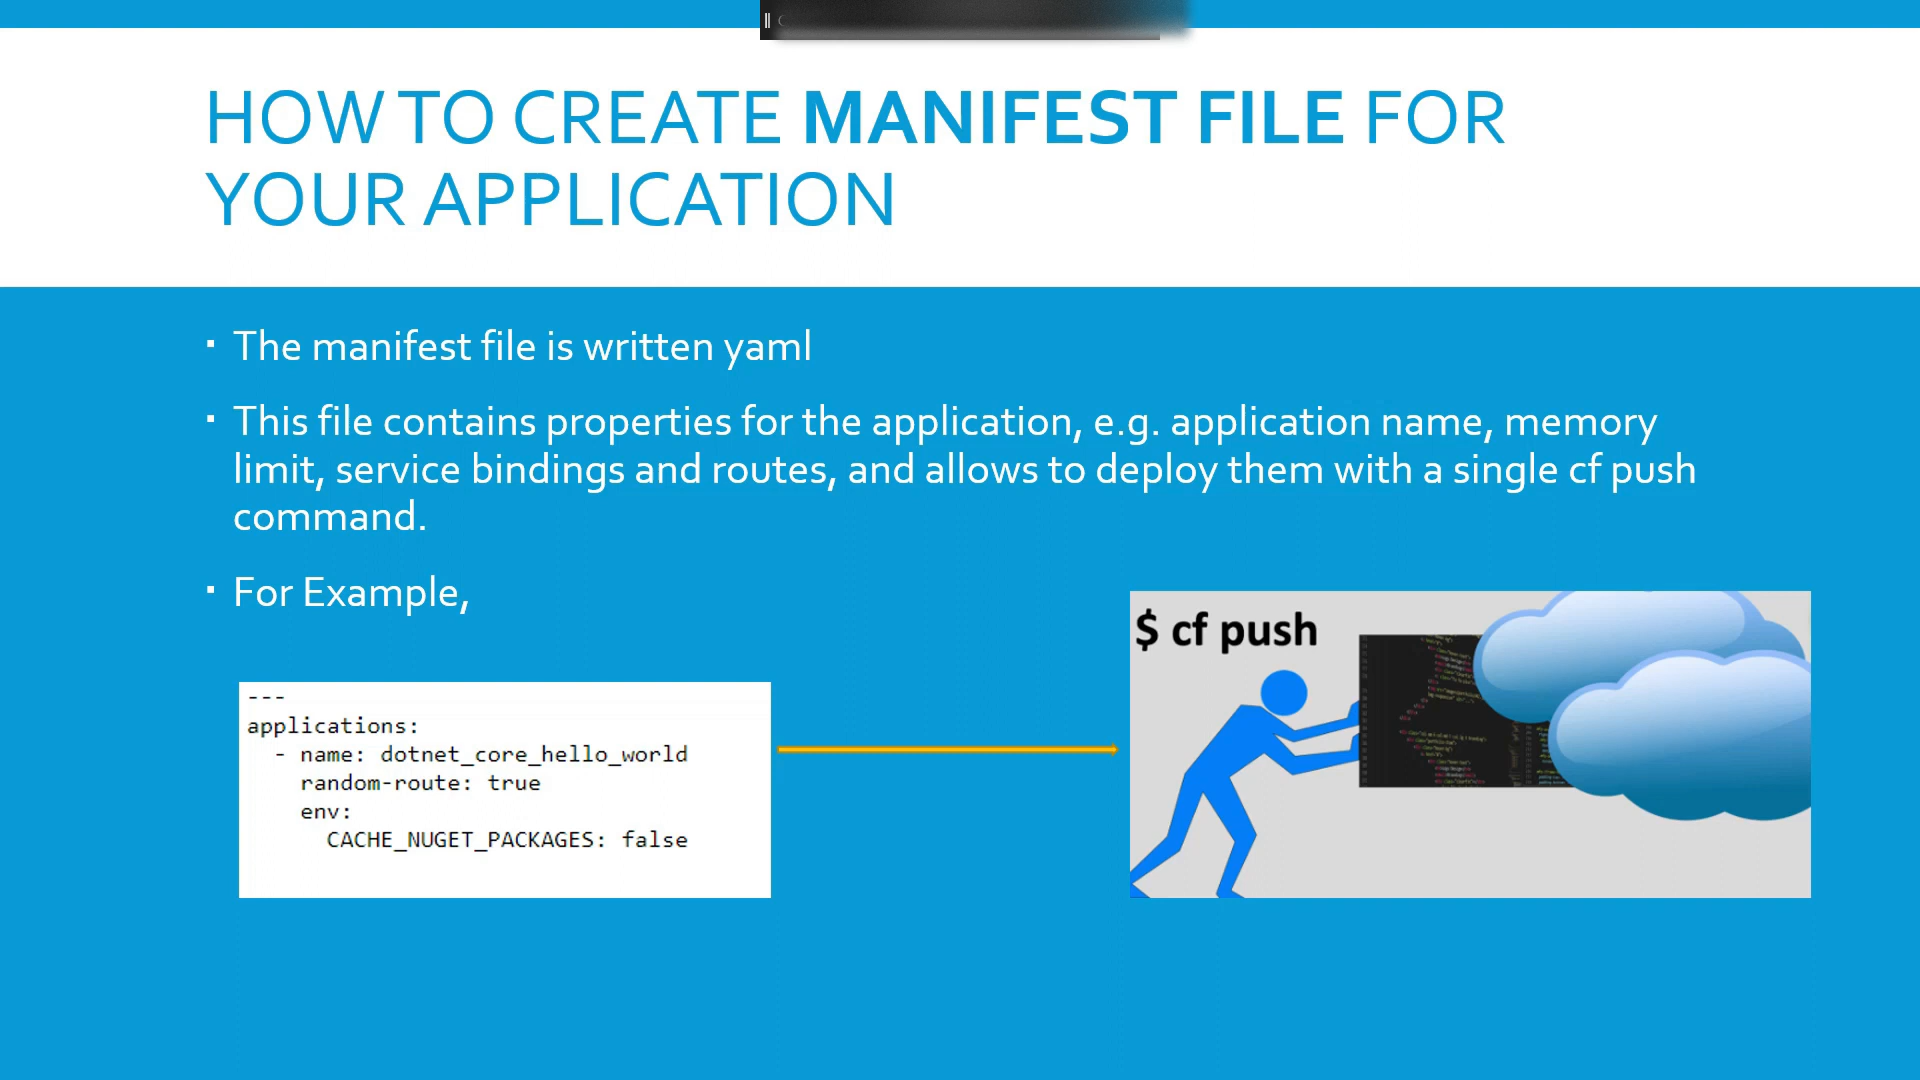 HOW TO CREATE MANIFEST FILE FOR
YOUR APPLICATION
▪ The manifest file is written yaml
▪ This file contains properties for the application, e.g. application name, memory
limit, service bindings and routes, and allows to deploy them with a single cf push
command.
▪ For Example,
$ cf push
---
applications:
  - name: dotnet_core_hello_world
    random-route: true
    env:
      CACHE_NUGET_PACKAGES: false